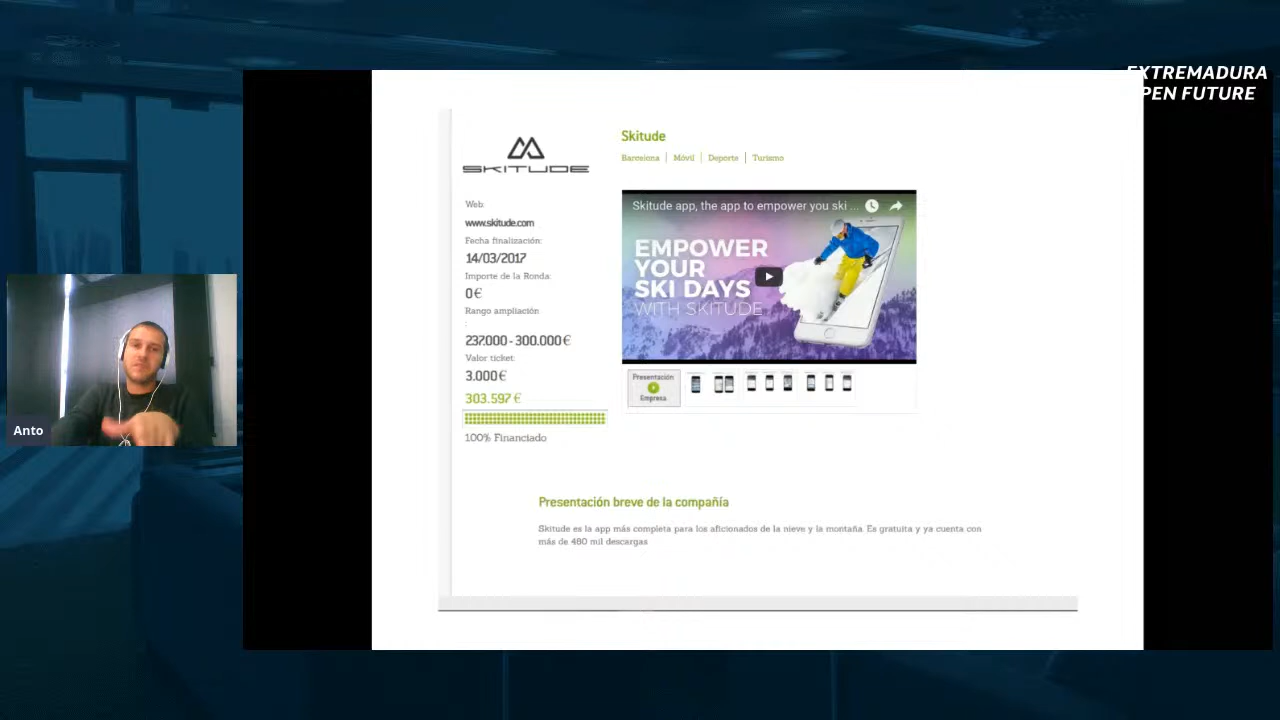 EXTREMADURA
OPEN FUTURE
SKITUDE
Web:
www.skitude.com
Fecha finalización:
14/03/2017
Importe de la Ronda:
0€
Rango ampliación
:
237.000 - 300.000€
Valor ticket:
3.000€
303.597 €
100% Financiado
Skitude
Barcelona | Móvil | Deporte | Turismo
Skitude app, the app to empower you ski ...
EMPOWER
YOUR
SKI DAYS
WITH SKITUDE
Presentación
Empresa
Presentación breve de la compañía
Skitude es la app más completa para los aficionados de la nieve y la montaña. Es gratuita y ya cuenta con
más de 480 mil descargas
Anto